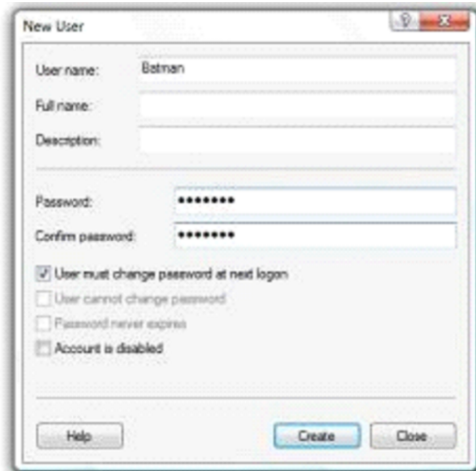 New User
User name: Batman
Full name:
Description:
Password: •••••••
Confirm password: •••••••
User must change password at next logon
User cannot change password
Password never expires
Account is disabled
Help Create Close